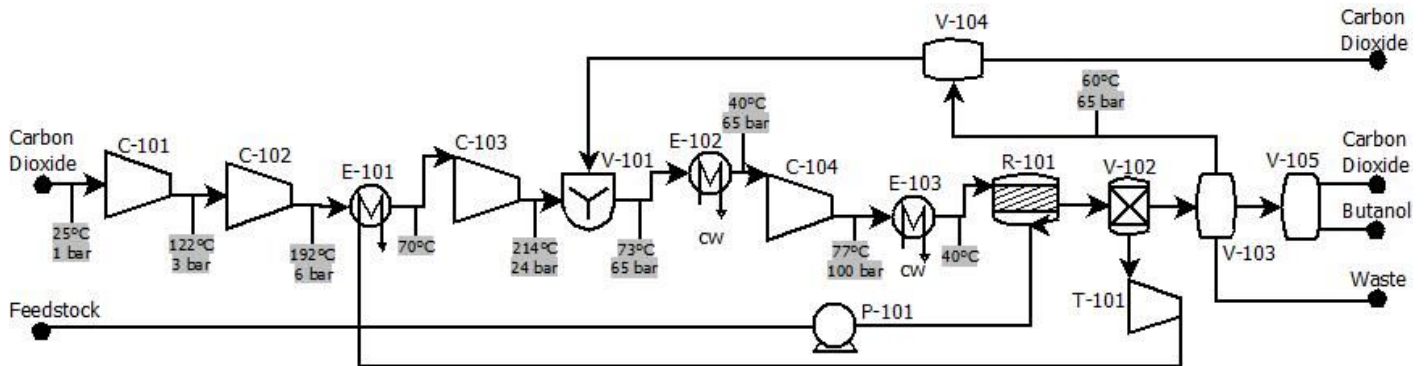 V-104
Carbon
Dioxide
60ºC
65 bar
40ºC
65 bar
Carbon
Dioxide
C-101
C-102
E-101
C-103
V-101
E-102
C-104
E-103
R-101
V-102
V-105
Carbon
Dioxide
Butanol
25ºC
1 bar
122ºC
3 bar
192ºC
6 bar
70ºC
214ºC
24 bar
73ºC
65 bar
cw
77ºC
100 bar
cw
40ºC
V-103
Waste
Feedstock
P-101
T-101